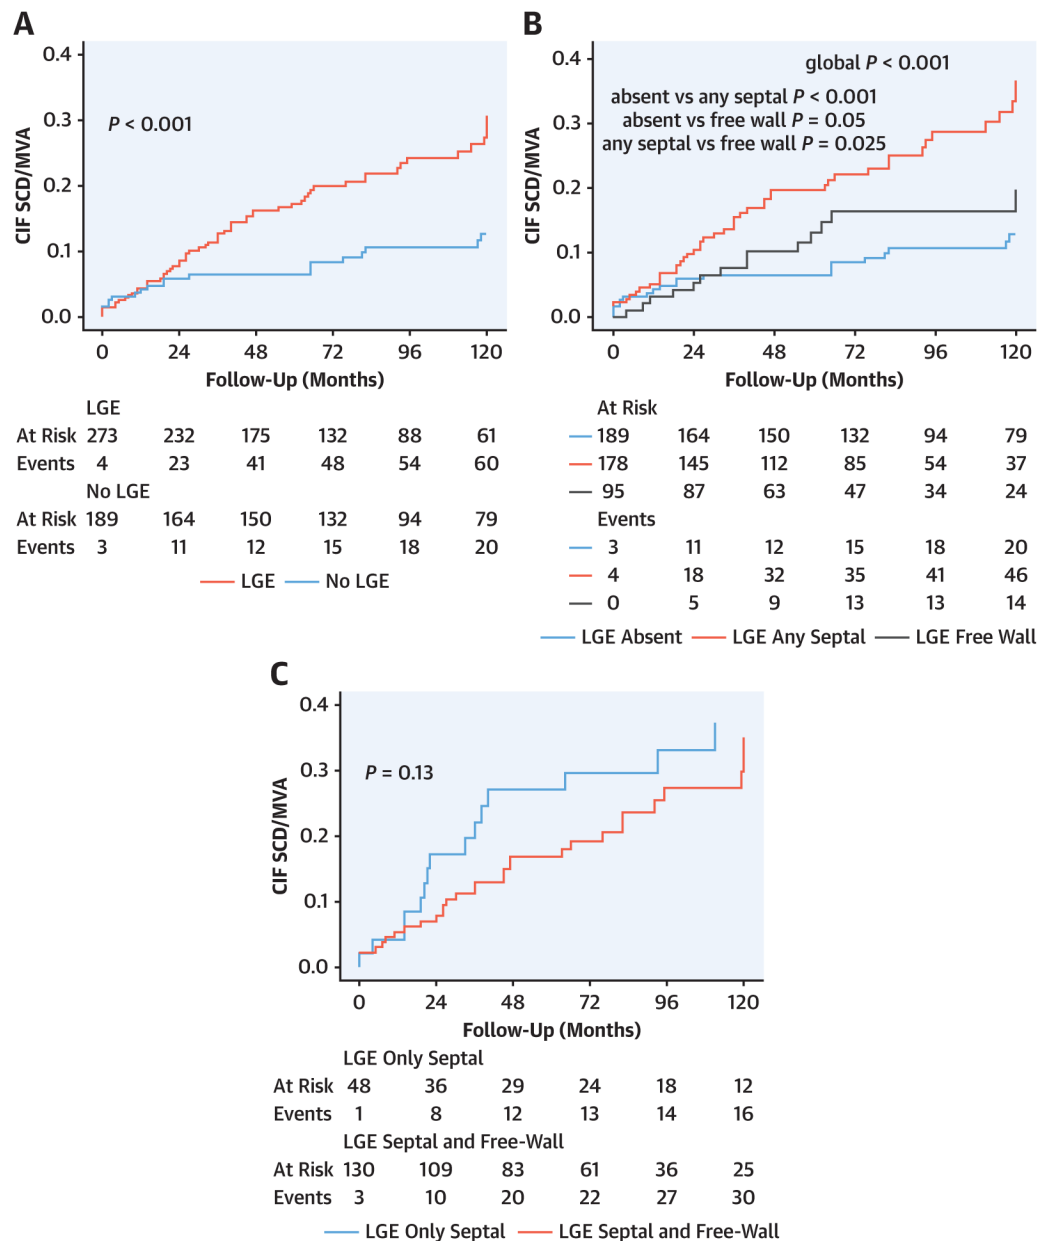 A
CIF SCD/MVA
0.4
0.3
0.2
0.1
0.0
P < 0.001
0 24 48 72 96 120
Follow-Up (Months)
LGE
At Risk 273 232 175 132 88 61
Events 4 23 41 48 54 60
No LGE
At Risk 189 164 150 132 94 79
Events 3 11 12 15 18 20
LGE No LGE
B
CIF SCD/MVA
0.4
0.3
0.2
0.1
0.0
global P < 0.001
absent vs any septal P < 0.001
absent vs free wall P = 0.05
any septal vs free wall P = 0.025
0 24 48 72 96 120
Follow-Up (Months)
At Risk
189 164 150 132 94 79
178 145 112 85 54 37
95 87 63 47 34 24
Events
3 11 12 15 18 20
4 18 32 35 41 46
0 5 9 13 13 14
LGE Absent LGE Any Septal LGE Free Wall
C
CIF SCD/MVA
0.4
0.3
0.2
0.1
0.0
P = 0.13
0 24 48 72 96 120
Follow-Up (Months)
LGE Only Septal
At Risk 48 36 29 24 18 12
Events 1 8 12 13 14 16
LGE Septal and Free-Wall
At Risk 130 109 83 61 36 25
Events 3 10 20 22 27 30
LGE Only Septal LGE Septal and Free-Wall